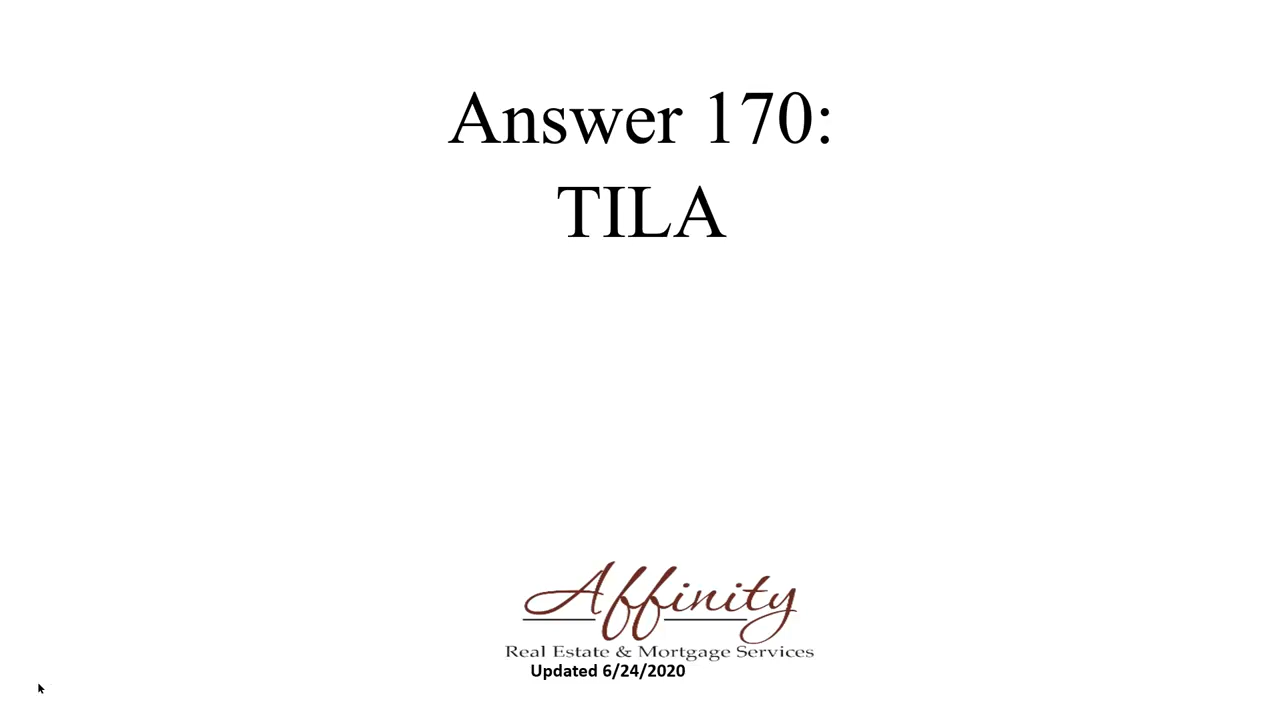 Answer 170:
TILA
Affinity
Real Estate & Mortgage Services
Updated 6/24/2020